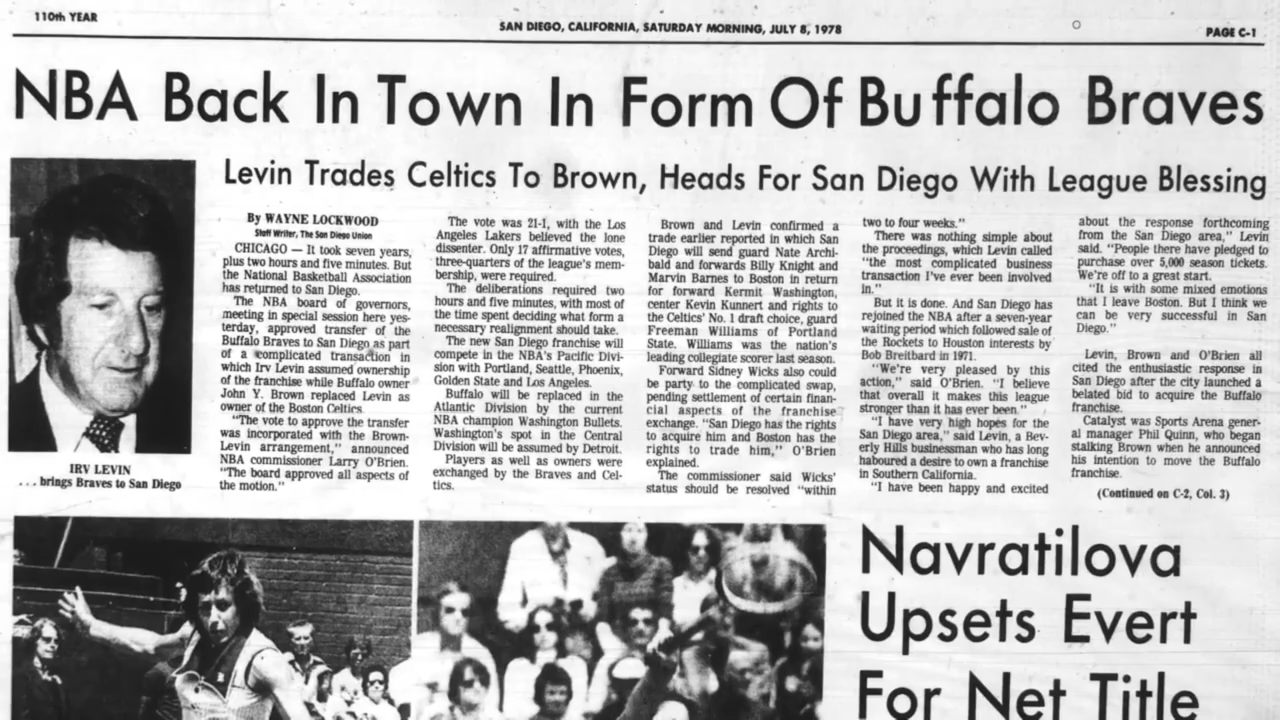 110th YEAR
SAN DIEGO, CALIFORNIA, SATURDAY MORNING, JULY 8, 1978
PAGE C-1
NBA Back In Town In Form Of Buffalo Braves
Levin Trades Celtics To Brown, Heads For San Diego With League Blessing
IRV LEVIN
. . . brings Braves to San Diego
By WAYNE LOCKWOOD
Staff Writer, The San Diego Union
CHICAGO — It took seven years,
plus two hours and five minutes. But
the National Basketball Association
has returned to San Diego.
The NBA board of governors,
meeting in special session here yes-
terday, approved transfer of the
Buffalo Braves to San Diego as part
of a complicated transaction in
which Irv Levin assumed ownership
of the franchise while Buffalo owner
John Y. Brown replaced Levin as
owner of the Boston Celtics.
"The vote to approve the transfer
was incorporated with the Brown-
Levin arrangement," announced
NBA commissioner Larry O'Brien.
"The board approved all aspects of
the motion."
The vote was 21-1, with the Los
Angeles Lakers believed the lone
dissenter. Only 17 affirmative votes,
three-quarters of the league's mem-
bership, were required.
The deliberations required two
hours and five minutes, with most of
the time spent deciding what form a
necessary realignment should take.
The new San Diego franchise will
compete in the NBA's Pacific Divi-
sion with Portland, Seattle, Phoenix,
Golden State and Los Angeles.
Buffalo will be replaced in the
Atlantic Division by the current
NBA champion Washington Bullets.
Washington's spot in the Central
Division will be assumed by Detroit.
Players as well as owners were
exchanged by the Braves and Cel-
tics.
Brown and Levin confirmed a
trade earlier reported in which San
Diego will send guard Nate Archi-
bald and forwards Billy Knight and
Marvin Barnes to Boston in return
for forward Kermit Washington,
center Kevin Kunnert and rights to
the Celtics' No. 1 draft choice, guard
Freeman Williams of Portland
State. Williams was the nation's
leading collegiate scorer last season.
Forward Sidney Wicks also could
be party to the complicated swap,
pending settlement of certain finan-
cial aspects of the franchise
exchange. "San Diego has the rights
to acquire him and Boston has the
rights to trade him," O'Brien
explained.
The commissioner said Wicks'
status should be resolved "within
two to four weeks."
There was nothing simple about
the proceedings, which Levin called
"the most complicated business
transaction I've ever been involved
in."
But it is done. And San Diego has
rejoined the NBA after a seven-year
waiting period which followed sale of
the Rockets to Houston interests by
Bob Breitbard in 1971.
"We're very pleased by this
action," said O'Brien. "I believe
that overall it makes this league
stronger than it has ever been."
"I have very high hopes for the
San Diego area," said Levin, a Bev-
erly Hills businessman who has long
haboured a desire to own a franchise
in Southern California.
"I have been happy and excited
about the response forthcoming
from the San Diego area," Levin
said. "People there have pledged to
purchase over 5,000 season tickets.
We're off to a great start.
"It is with some mixed emotions
that I leave Boston. But I think we
can be very successful in San
Diego."
Levin, Brown and O'Brien all
cited the enthusiastic response in
San Diego after the city launched a
belated bid to acquire the Buffalo
franchise.
Catalyst was Sports Arena gener-
al manager Phil Quinn, who began
stalking Brown when he announced
his intention to move the Buffalo
franchise.
(Continued on C-2, Col. 3)
Navratilova
Upsets Evert
For Net Title